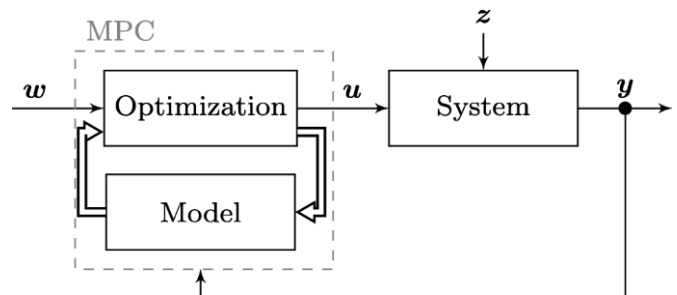 MPC
z
w
Optimization
u
System
y
Model